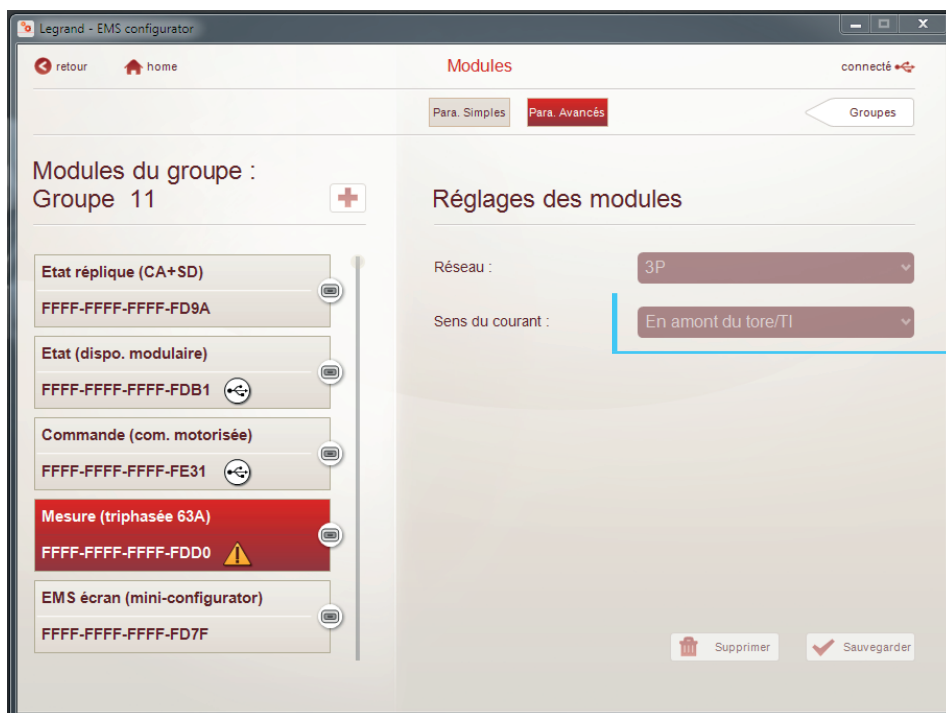 Legrand - EMS configurator
retour
home
Modules
connecté
Para. Simples
Para. Avancés
Groupes
Modules du groupe :
Groupe 11
Réglages des modules
Etat réplique (CA+SD)
FFFF-FFFF-FFFF-FD9A
Réseau :
3P
Sens du courant :
En amont du tore/TI
Etat (dispo. modulaire)
FFFF-FFFF-FFFF-FDB1
Commande (com. motorisée)
FFFF-FFFF-FFFF-FE31
Mesure (triphasée 63A)
FFFF-FFFF-FFFF-FDD0
EMS écran (mini-configurator)
FFFF-FFFF-FFFF-FD7F
Supprimer
Sauvegarder